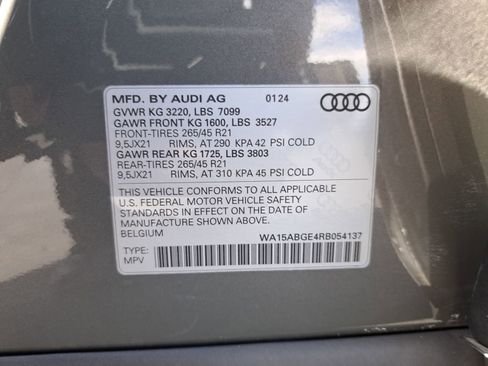 MFD. BY AUDI AG 01 24
GVWR KG 3220, LBS 7099
GAWR FRONT KG 1600, LBS 3527
FRONT-TIRES 265/45 R21
9,5JX21 RIMS, AT 290 KPA 42 PSI COLD
GAWR REAR KG 1725, LBS 3803
REAR-TIRES 265/45 R21
9,5JX21 RIMS, AT 310 KPA 45 PSI COLD
THIS VEHICLE CONFORMS TO ALL APPLICABLE
U.S. FEDERAL MOTOR VEHICLE SAFETY
STANDARDS IN EFFECT ON THE DATE OF
MANUFACTURE SHOWN ABOVE.
BELGIUM WA15ABGE4RB054137
TYPE:
MPV